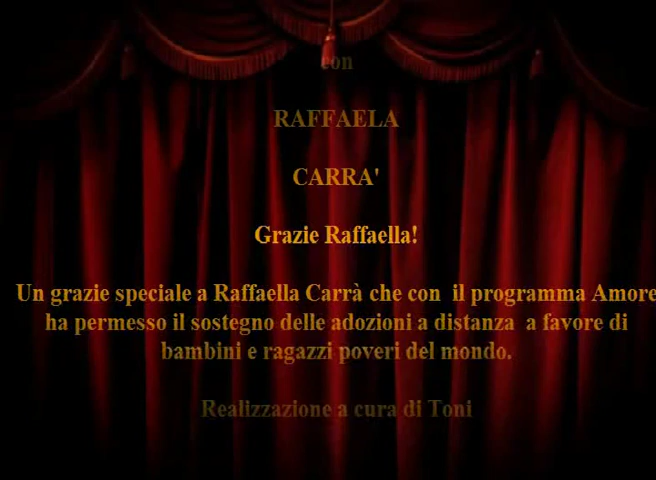 con
RAFFAELA
CARRA'
Grazie Raffaella!
Un grazie speciale a Raffaella Carrà che con il programma Amore
ha permesso il sostegno delle adozioni a distanza a favore di
bambini e ragazzi poveri del mondo.
Realizzazione a cura di Toni